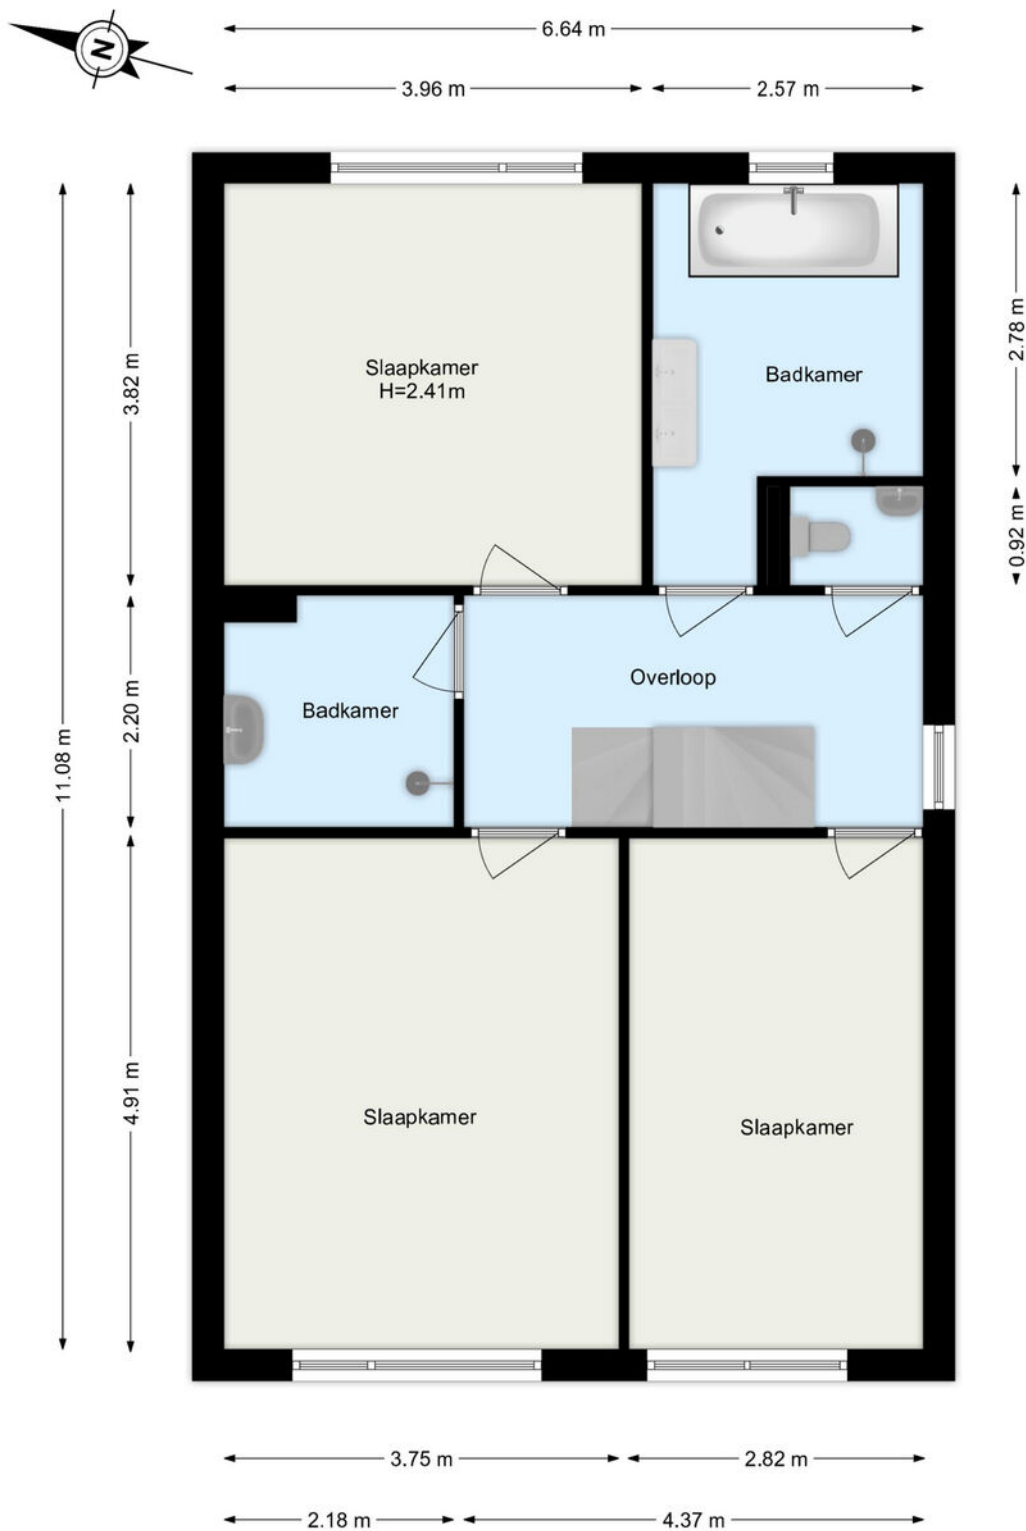 N
6.64 m
3.96 m
2.57 m
3.82 m
2.78 m
Slaapkamer
H=2.41m
Badkamer
0.92 m
11.08 m
2.20 m
Overloop
Badkamer
4.91 m
Slaapkamer
Slaapkamer
3.75 m
2.82 m
2.18 m
4.37 m